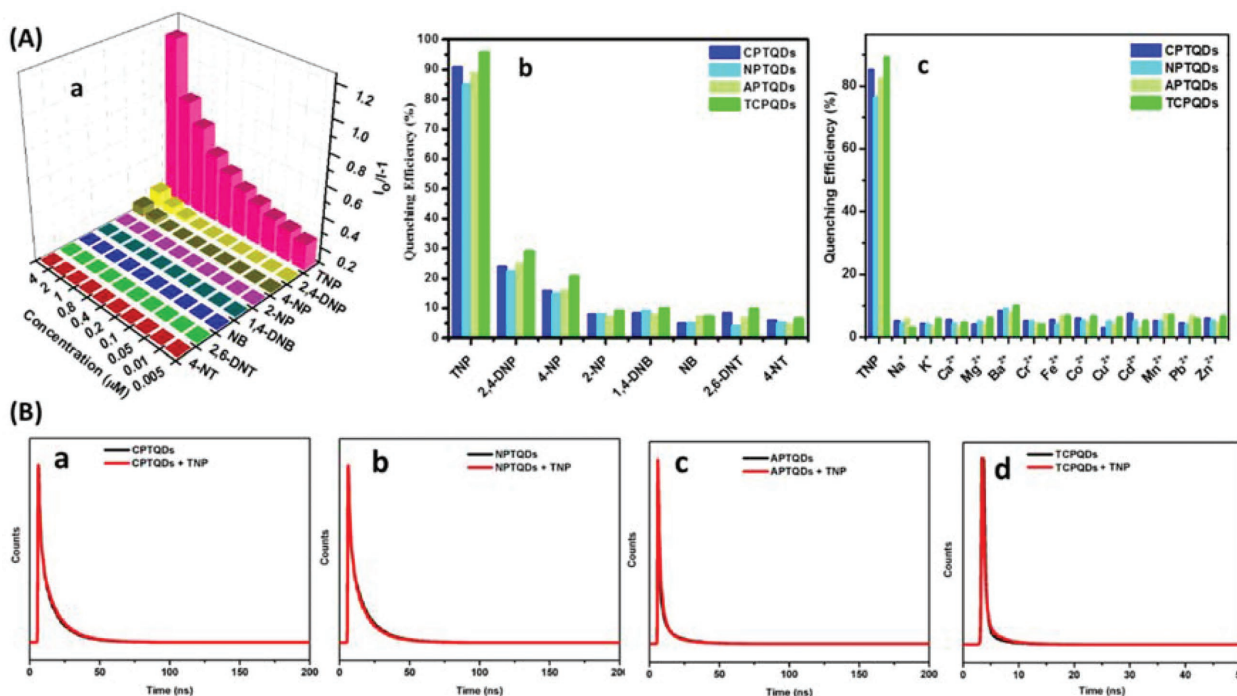 (A)
a
I₀/I-1
1.2
1.0
0.8
0.6
0.4
0.2
TNP
2,4-DNP
4-NP
2-NP
1,4-DNB
NB
2,6-DNT
4-NT
4
2
1
0.8
0.4
0.2
0.1
0.05
0.01
0.005
Concentration (μM)
b
CPTQDs
NPTQDs
APTQDs
TCPQDs
Quenching Efficiency (%)
100
90
80
70
60
50
40
30
20
10
0
TNP
2,4-DNP
4-NP
2-NP
1,4-DNB
NB
2,6-DNT
4-NT
c
CPTQDs
NPTQDs
APTQDs
TCPQDs
Quenching Efficiency (%)
80
60
40
20
0
TNP
Na⁺
K⁺
Ca²⁺
Mg²⁺
Ba²⁺
Cr³⁺
Fe²⁺
Co²⁺
Cu²⁺
Cd²⁺
Mn²⁺
Pb²⁺
Zn²⁺
(B)
a
CPTQDs
CPTQDs + TNP
Counts
0 50 100 150 200
Time (ns)
b
NPTQDs
NPTQDs + TNP
Counts
0 50 100 150 200
Time (ns)
c
APTQDs
APTQDs + TNP
Counts
0 50 100 150 200
Time (ns)
d
TCPQDs
TCPQDs + TNP
Counts
0 10 20 30 40
Time (ns)